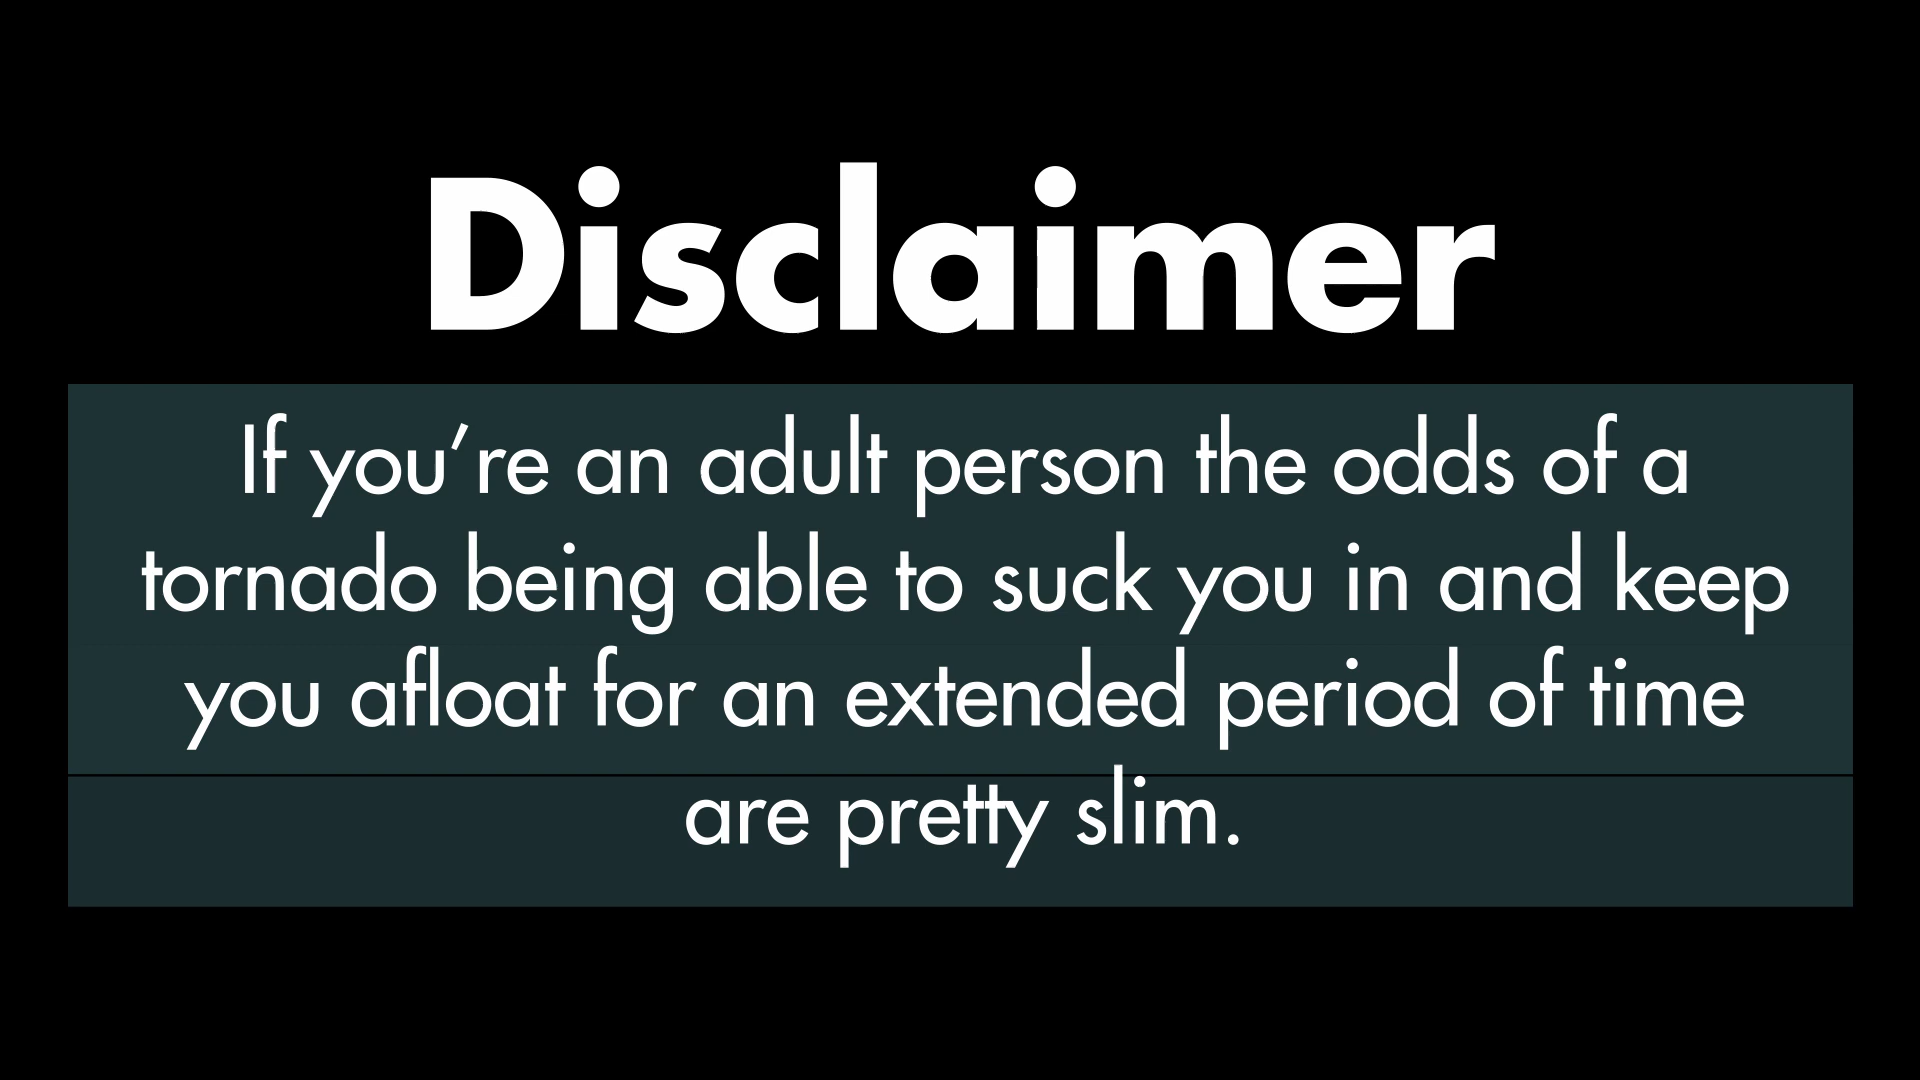 Disclaimer
If you’re an adult person the odds of a
tornado being able to suck you in and keep
you afloat for an extended period of time
are pretty slim.